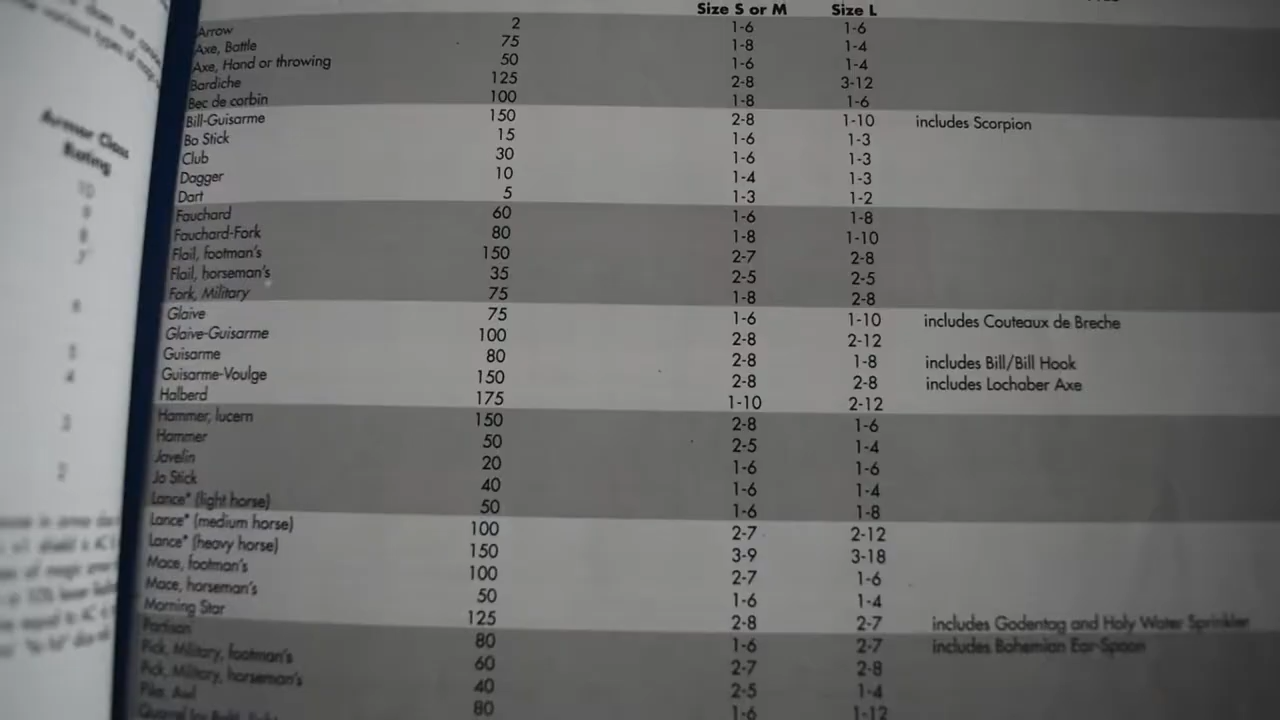 Size S or M Size L
Arrow 2 1-6 1-6
Axe, Battle 75 1-8 1-4
Axe, Hand or throwing 50 1-6 1-4
Bardiche 125 2-8 3-12
Bec de corbin 100 1-8 1-6
Bill-Guisarme 150 2-8 1-10 includes Scorpion
Bo Stick 15 1-6 1-3
Club 30 1-6 1-3
Dagger 10 1-4 1-3
Dart 5 1-3 1-2
Fauchard 60 1-6 1-8
Fauchard-Fork 80 1-8 1-10
Flail, footman's 150 2-7 2-8
Flail, horseman's 35 2-5 2-5
Fork, Military 75 1-8 2-8
Glaive 75 1-6 1-10 includes Couteaux de Breche
Glaive-Guisarme 100 2-8 2-12
Guisarme 80 2-8 1-8 includes Bill/Bill Hook
Guisarme-Voulge 150 2-8 2-8 includes Lochaber Axe
Halberd 175 1-10 2-12
Hammer, lucern 150 2-8 1-6
Hammer 50 2-5 1-4
Javelin 20 1-6 1-6
Jo Stick 40 1-6 1-4
Lance* (light horse) 50 1-6 1-8
Lance* (medium horse) 100 2-7 2-12
Lance* (heavy horse) 150 3-9 3-18
Mace, footman's 100 2-7 1-6
Mace, horseman's 50 1-6 1-4
Morning Star 125 2-8 2-7 includes Godentag and Holy Water Sprinkler
Partisan 80 1-6 2-7 includes Bohemian Ear-Spoon
Pick, Military, footman's 60 2-7 2-8
Pick, Military, horseman's 40 2-5 1-4
Pike, Awl 80 1-6 1-12
Armor Class
Rating
10
9
8
7
6
5
4
3
2